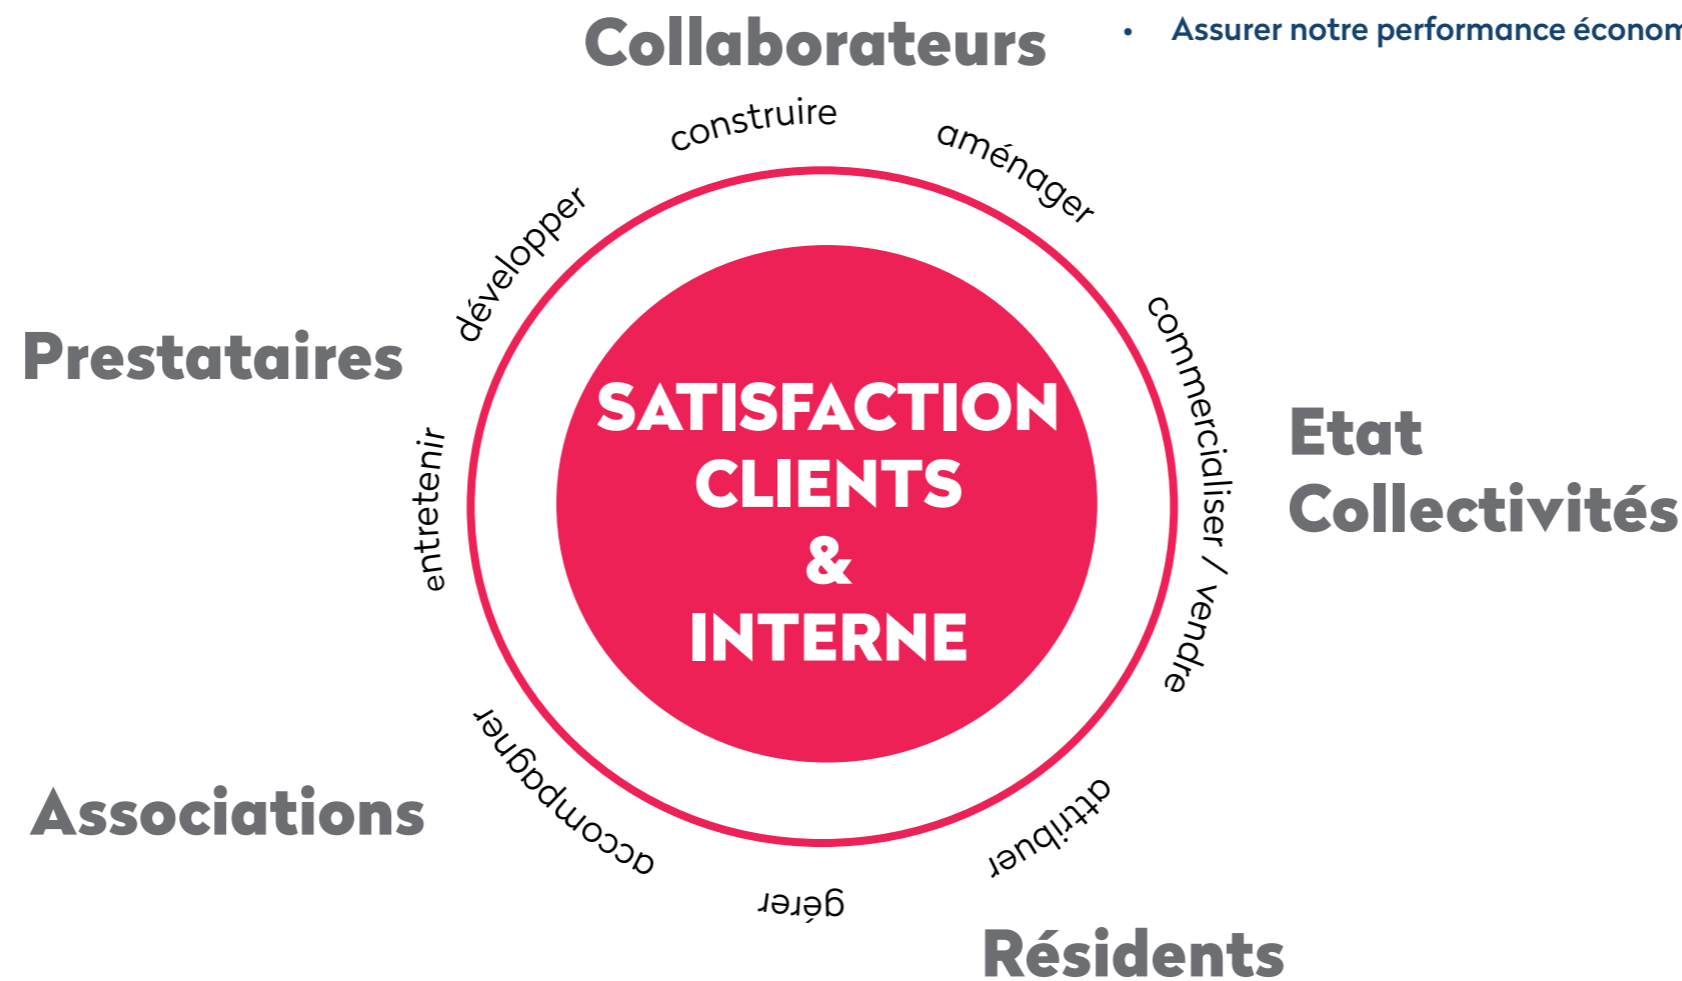 Collaborateurs
• Assurer notre performance
construire
aménager
développer
commercialiser / vendre
Prestataires
SATISFACTION
CLIENTS
&
INTERNE
Etat
Collectivités
entretenir
accompagner
attribuer
Associations
gérer
Résidents